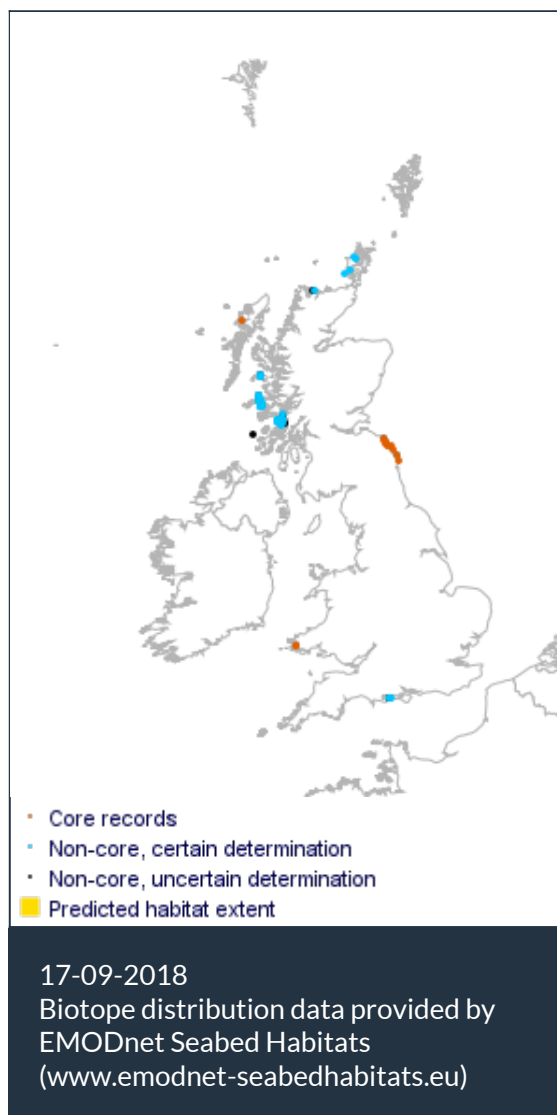 Core records
Non-core, certain determination
Non-core, uncertain determination
Predicted habitat extent
17-09-2018
Biotope distribution data provided by
EMODnet Seabed Habitats
(www.emodnet-seabedhabitats.eu)